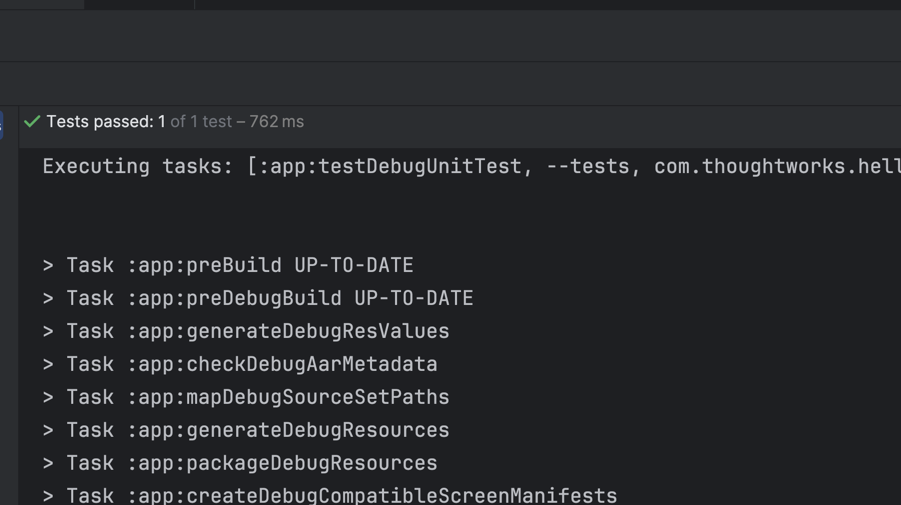 Tests passed: 1 of 1 test – 762 ms
Executing tasks: [:app:testDebugUnitTest, --tests, com.thoughtworks.hell
> Task :app:preBuild UP-TO-DATE
> Task :app:preDebugBuild UP-TO-DATE
> Task :app:generateDebugResValues
> Task :app:checkDebugAarMetadata
> Task :app:mapDebugSourceSetPaths
> Task :app:generateDebugResources
> Task :app:packageDebugResources
> Task :app:createDebugCompatibleScreenManifests